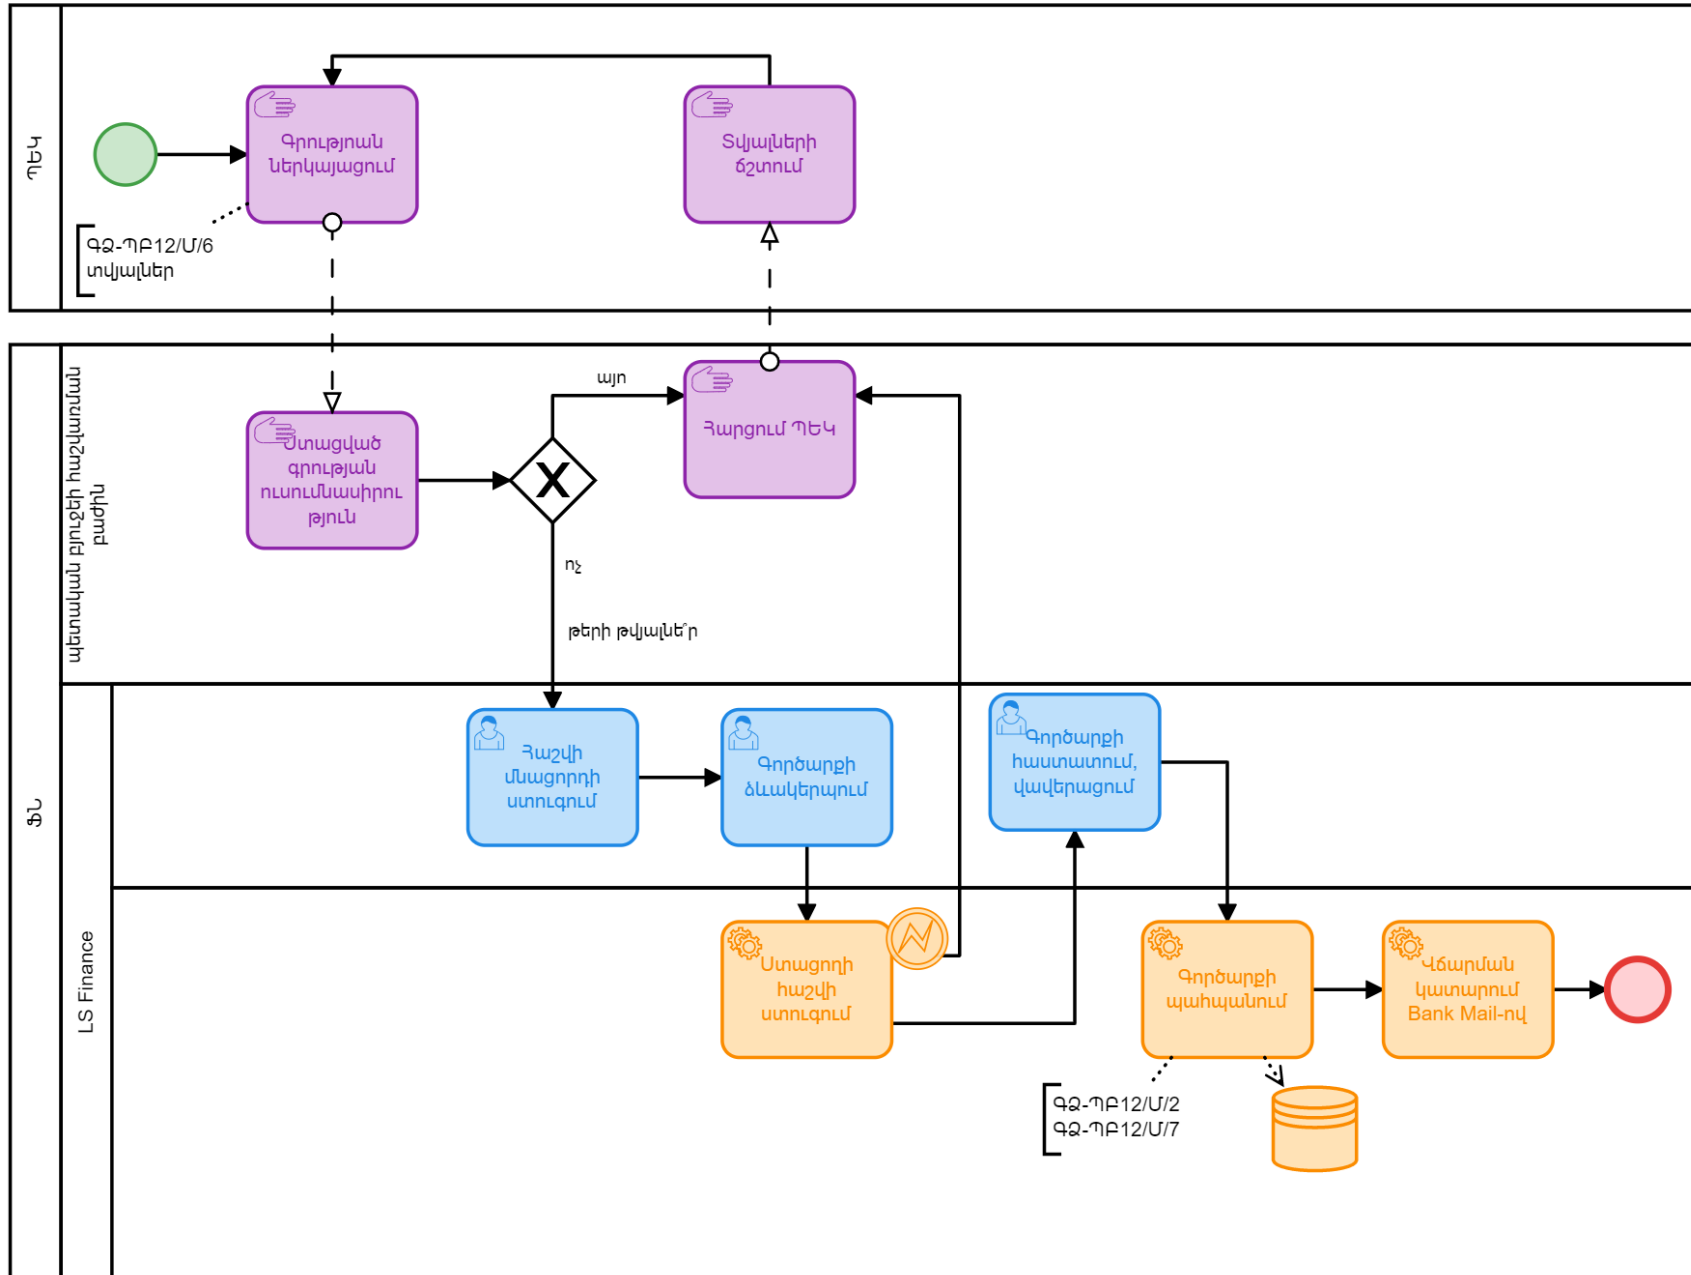 ՊԵԿ
Գրությռան
ներկայացում
Տվյալների
ճշտում
ԳՁ-ՊԲ12/Մ/6
տվյալներ
ՖՆ
պետական բյուջեի հաշվառման
բաժին
Ստացված
գրության
ուսումնասիրու
թյուն
այո
Հարցում ՊԵԿ
ոչ
թերի թվյալնե՞ր
LS Finance
Հաշվի
մնացորդի
ստուգում
Գործարքի
ձևակերպում
Գործարքի
հաստատում,
վավերացում
Ստացողի
հաշվի
ստուգում
Գործարքի
պահպանում
Վճարման
կատարում
Bank Mail-ով
ԳՁ-ՊԲ12/Մ/2
ԳՁ-ՊԲ12/Մ/7